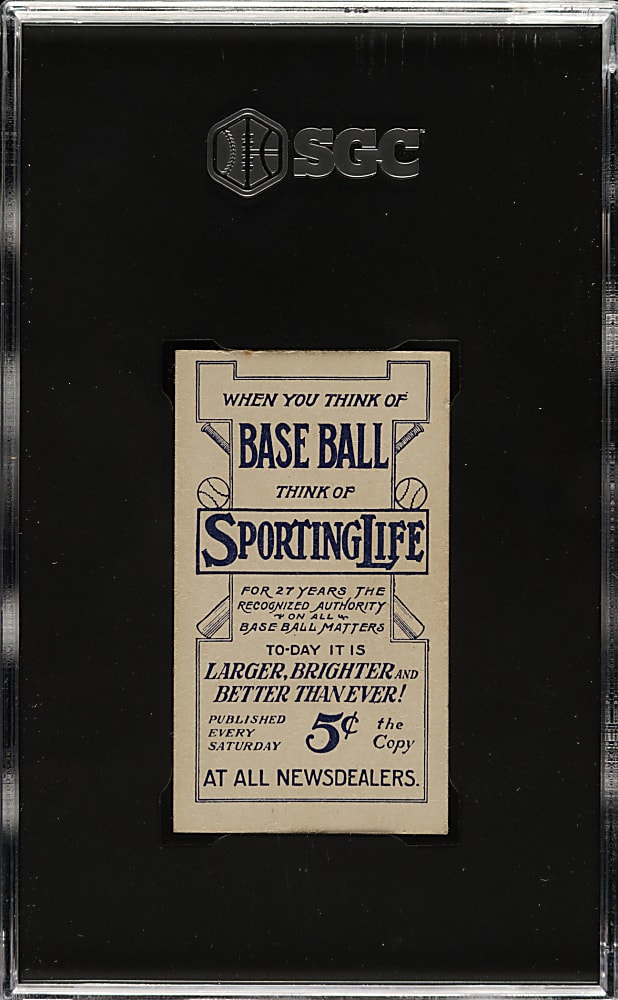 SGC
WHEN YOU THINK OF
BASE BALL
THINK OF
SPORTING LIFE
FOR 27 YEARS THE
RECOGNIZED AUTHORITY
ON ALL
BASE BALL MATTERS
TO-DAY IT IS
LARGER, BRIGHTER AND
BETTER THAN EVER!
PUBLISHED
EVERY
SATURDAY
5¢
the
Copy
AT ALL NEWSDEALERS.